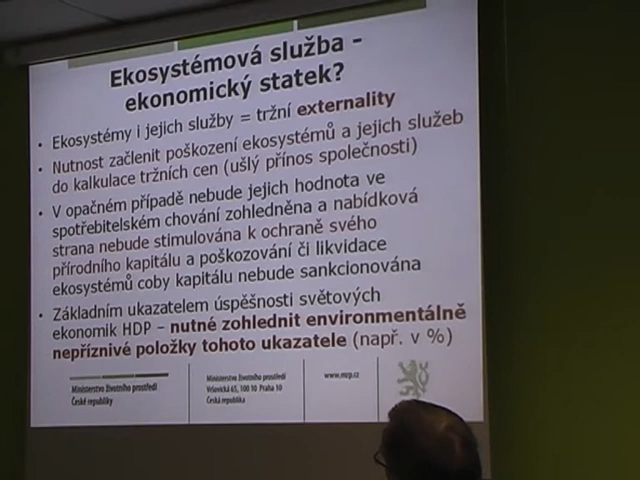 Ekosystémová služba -
ekonomický statek?
• Ekosystémy i jejich služby = tržní externality
• Nutnost začlenit poškození ekosystémů a jejich služeb
do kalkulace tržních cen (ušlý přínos společnosti)
• V opačném případě nebude jejich hodnota ve
spotřebitelském chování zohledněna a nabídková
strana nebude stimulována k ochraně svého
přírodního kapitálu a poškozování či likvidace
ekosystémů coby kapitálu nebude sankcionována
• Základním ukazatelem úspěšnosti světových
ekonomik HDP – nutné zohlednit environmentálně
nepříznivé položky tohoto ukazatele (např. v %)
Ministerstvo životního prostředí
České republiky
Ministerstvo životního prostředí
Vršovická 65, 100 10 Praha 10
Česká republika
www.mzp.cz